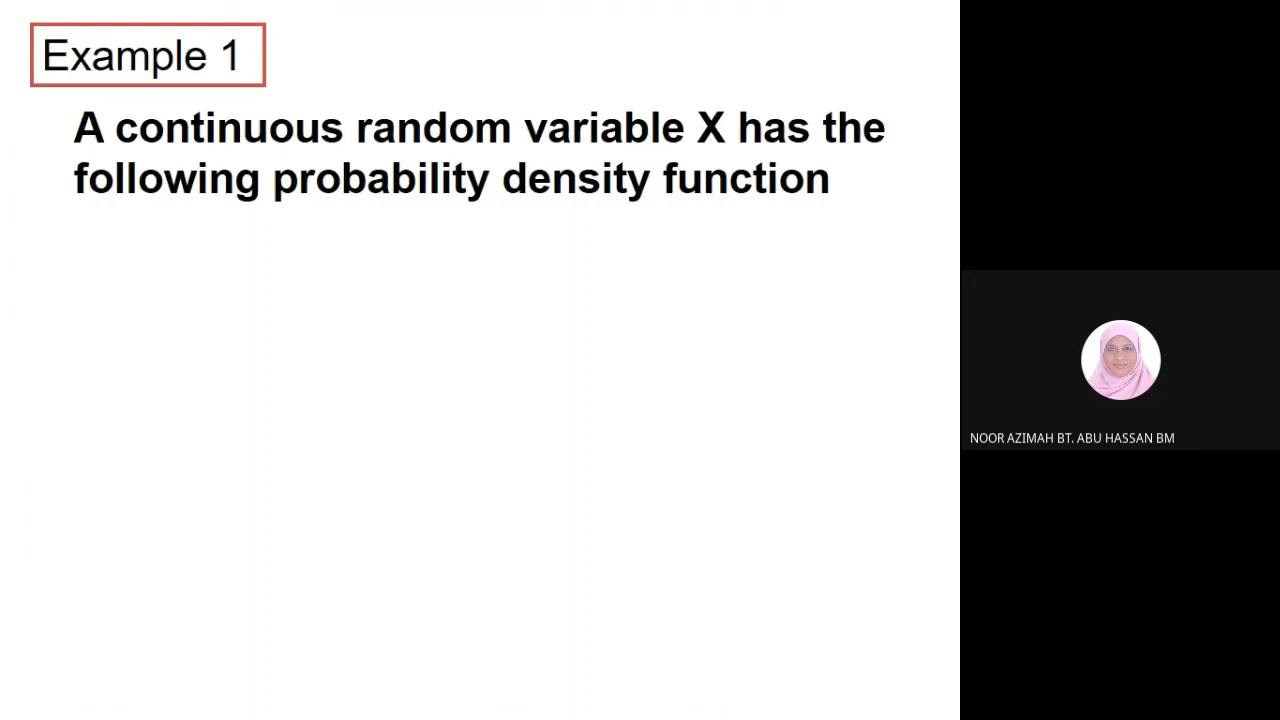 Example 1
A continuous random variable X has the
following probability density function
NOOR AZIMAH BT. ABU HASSAN BM